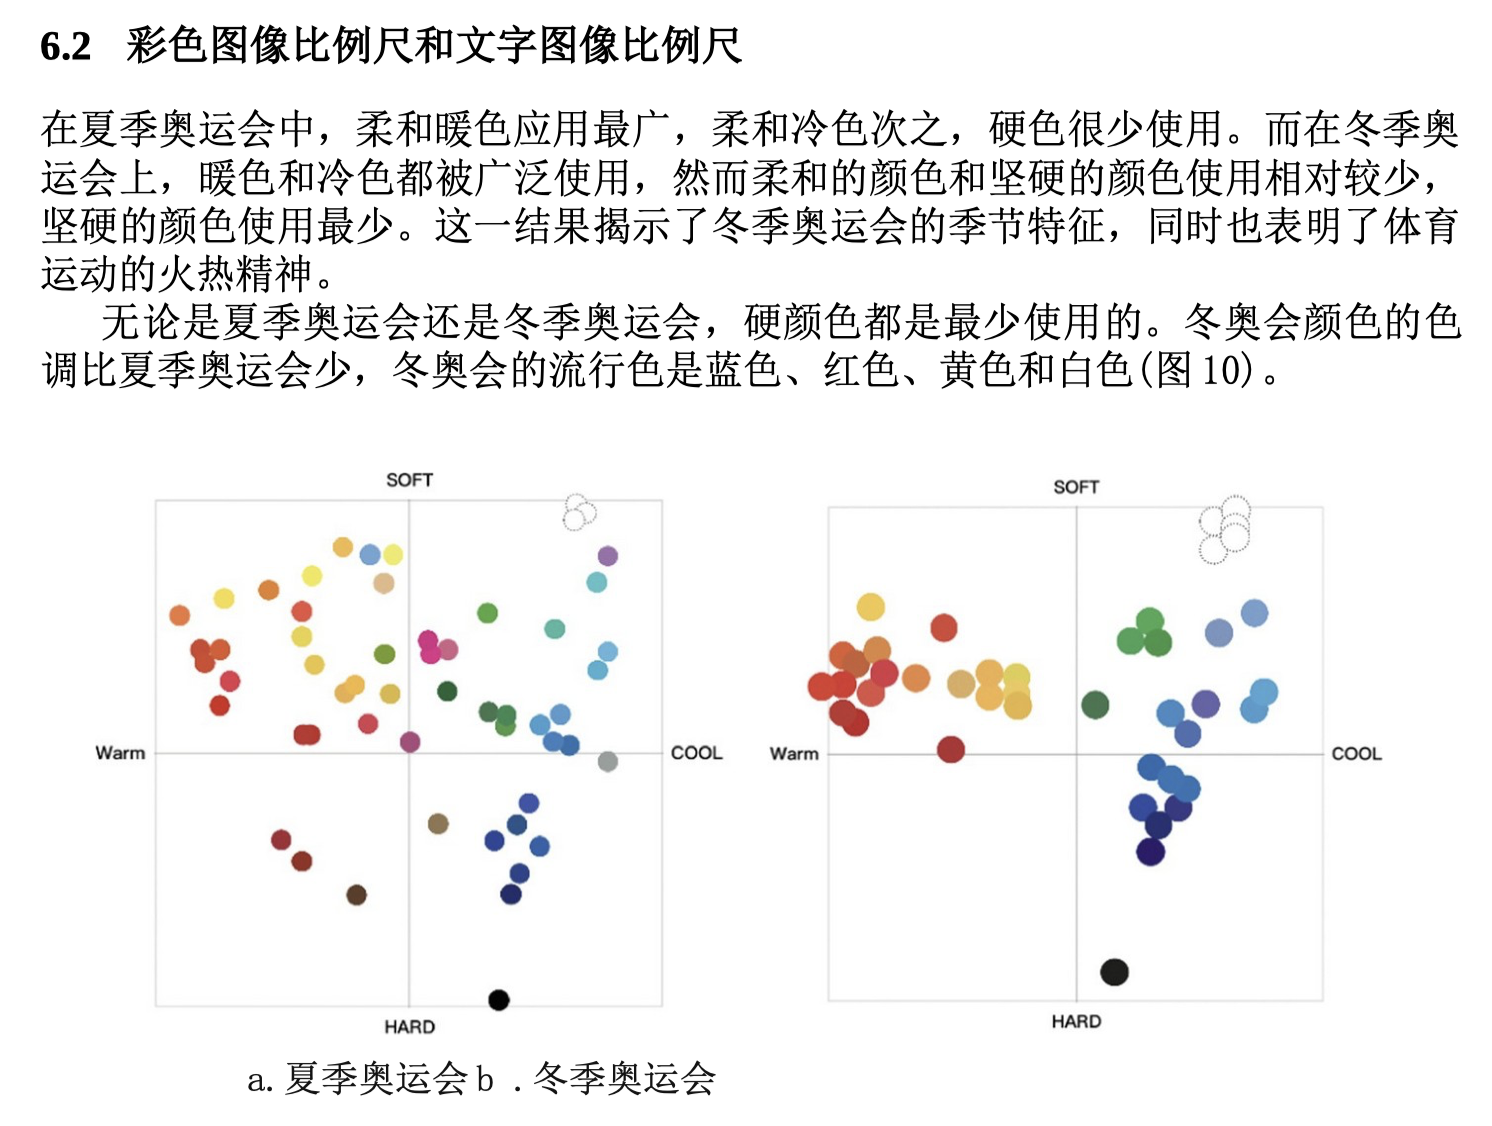 6.2 彩色图像比例尺和文字图像比例尺
在夏季奥运会中，柔和暖色应用最广，柔和冷色次之，硬色很少使用。而在冬季奥
运会上，暖色和冷色都被广泛使用，然而柔和的颜色和坚硬的颜色使用相对较少，
坚硬的颜色使用最少。这一结果揭示了冬季奥运会的季节特征，同时也表明了体育
运动的火热精神。
无论是夏季奥运会还是冬季奥运会，硬颜色都是最少使用的。冬奥会颜色的色
调比夏季奥运会少，冬奥会的流行色是蓝色、红色、黄色和白色(图10)。
SOFT
Warm
COOL
HARD
SOFT
Warm
COOL
HARD
a.夏季奥运会b .冬季奥运会